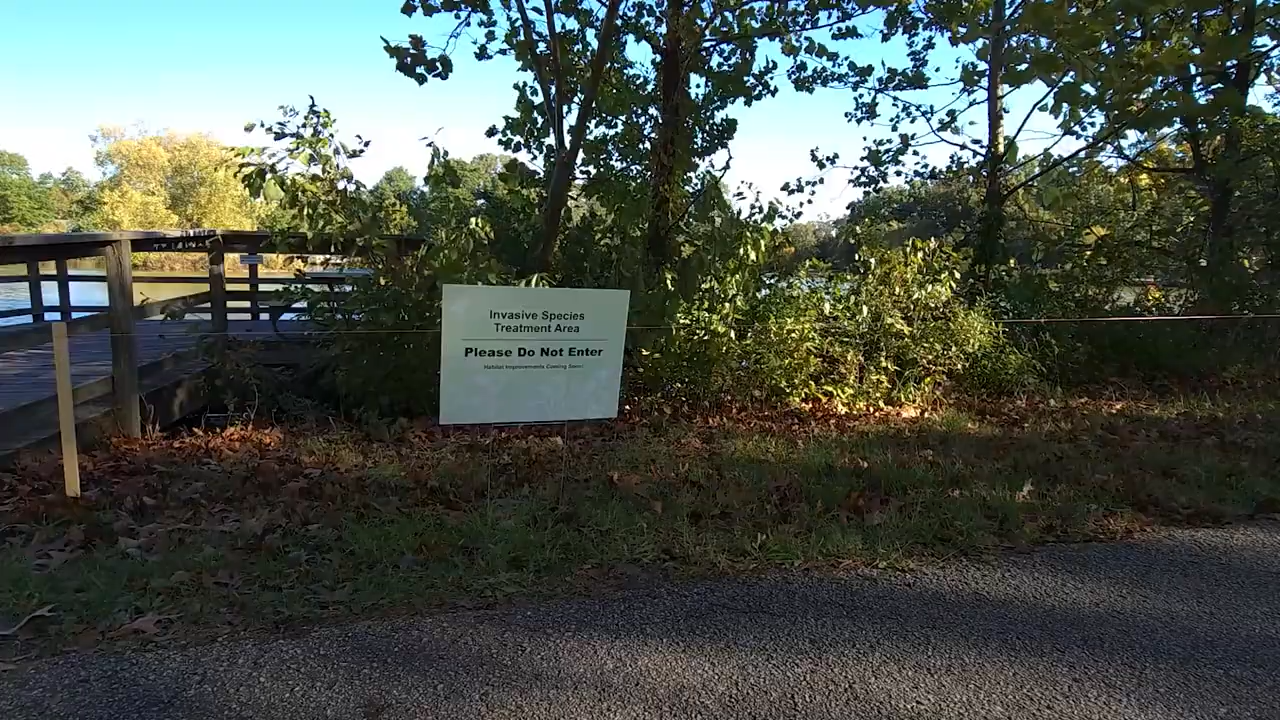 Invasive Species
Treatment Area
Please Do Not Enter
Habitat Improvements Coming Soon!